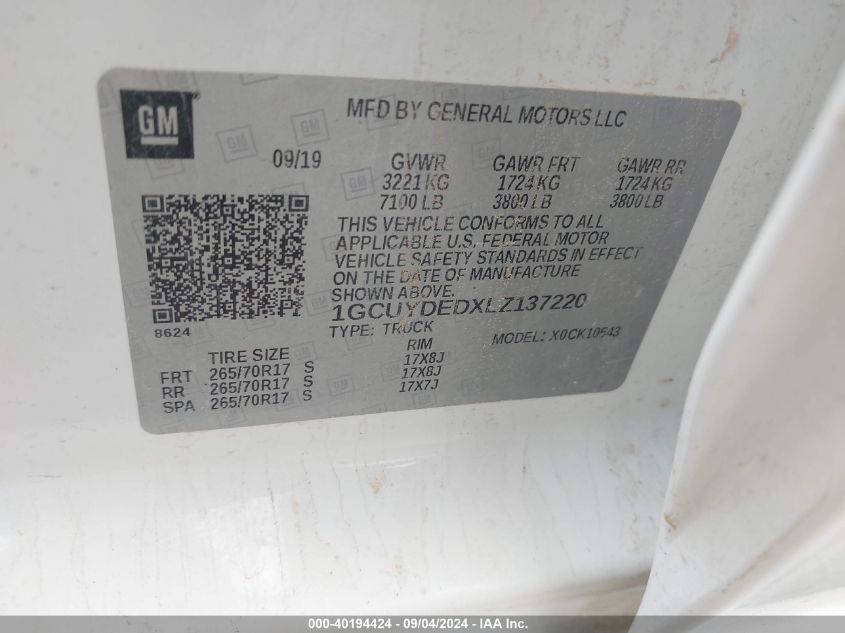 GM
MFD BY GENERAL MOTORS LLC
09/19 GVWR GAWR FRT GAWR RR
3221 KG 1724 KG 1724 KG
7100 LB 3800 LB 3800 LB
THIS VEHICLE CONFORMS TO ALL
APPLICABLE U.S. FEDERAL MOTOR
VEHICLE SAFETY STANDARDS IN EFFECT
ON THE DATE OF MANUFACTURE
SHOWN ABOVE.
1GCUYDEDXLZ137220
8624
TYPE: TRUCK MODEL: X0CK10543
TIRE SIZE RIM
FRT 265/70R17 S 17X8J
RR 265/70R17 S 17X8J
SPA 265/70R17 S 17X7J
000-40194424 - 09/04/2024 - IAA Inc.